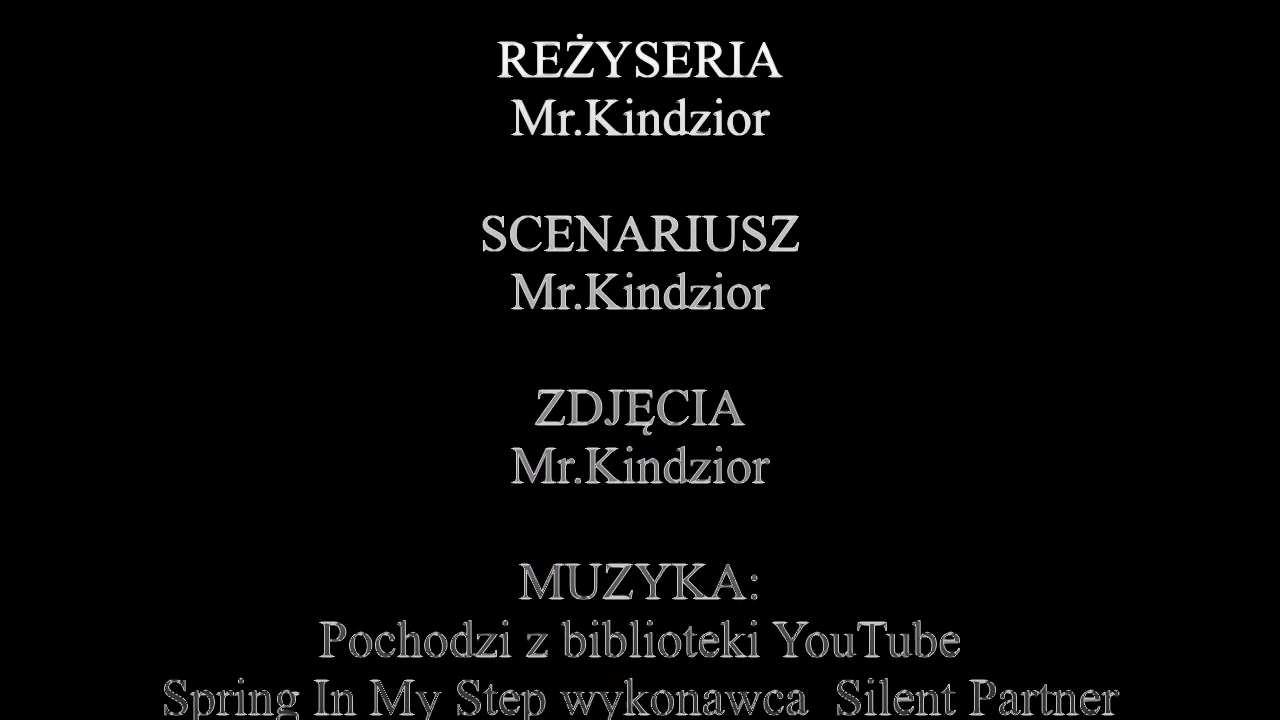 REŻYSERIA
Mr.Kindzior
SCENARIUSZ
Mr.Kindzior
ZDJĘCIA
Mr.Kindzior
MUZYKA:
Pochodzi z biblioteki YouTube
Spring In My Step wykonawca  Silent Partner